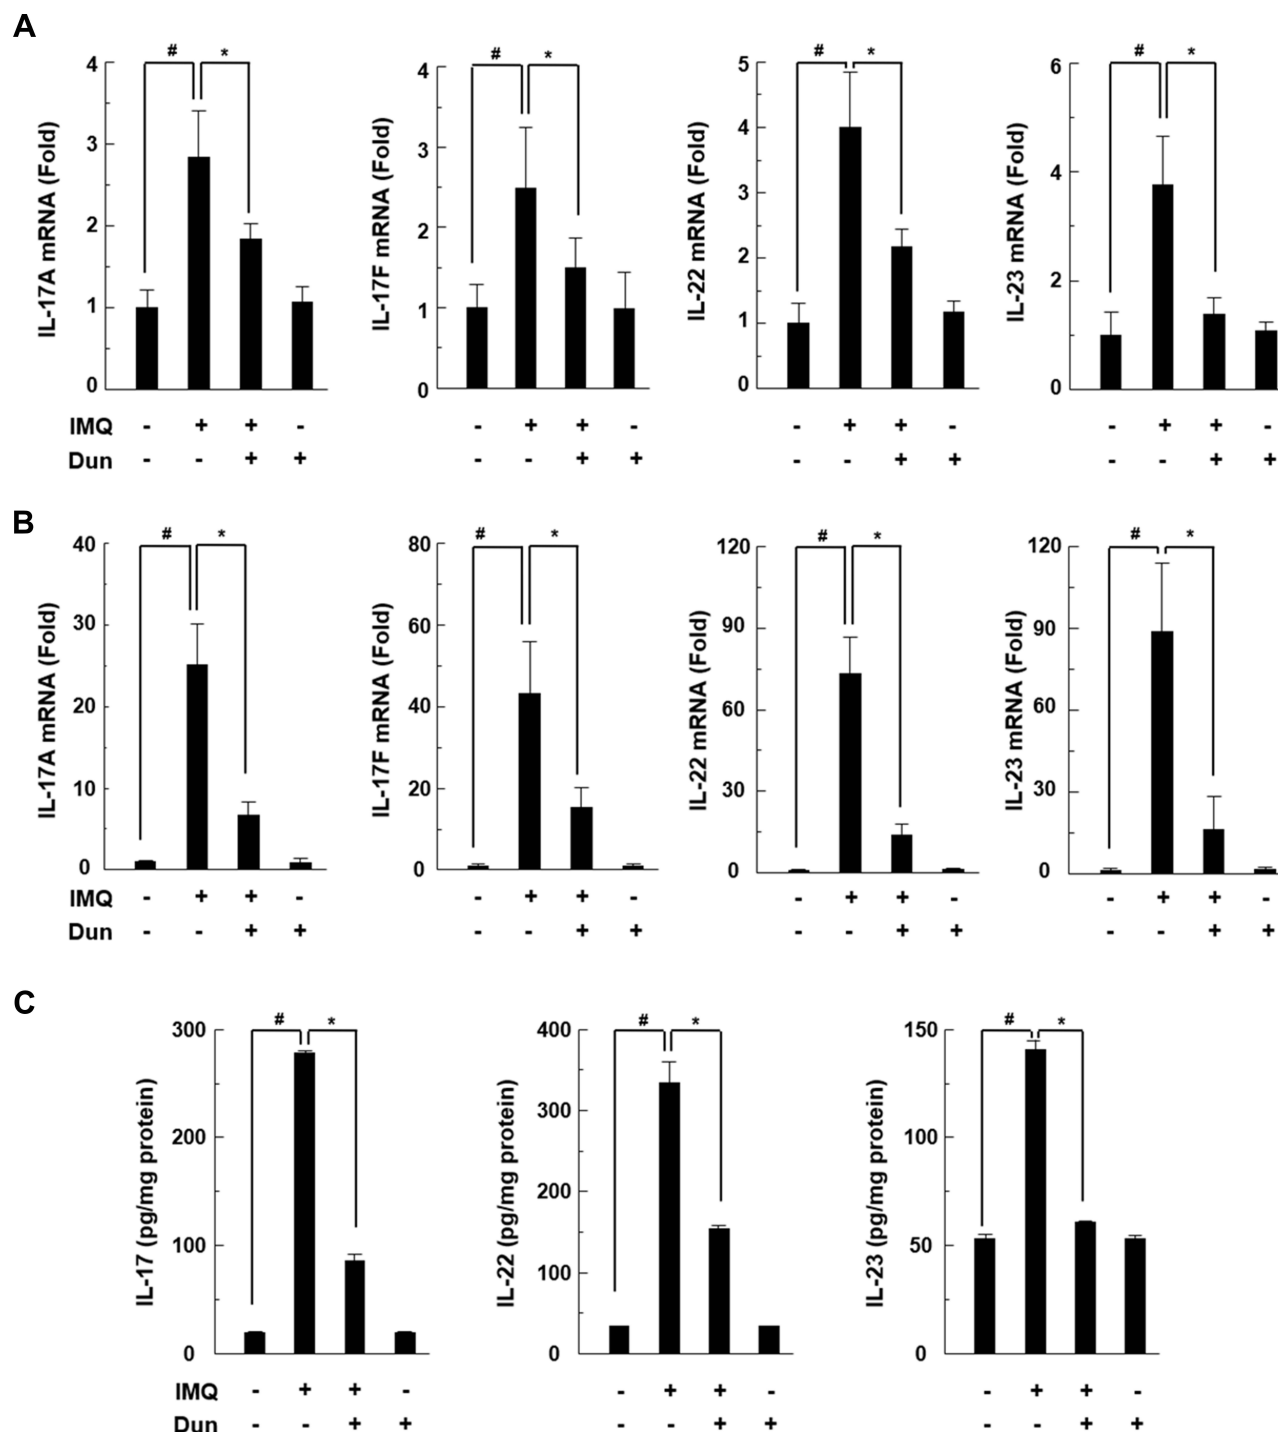 A
# * # * # * # *
4 4 5 6
3 3 4 4
2 2 3 2
1 1 2 0
0 0 1
0
IL-17A mRNA (Fold)
IL-17F mRNA (Fold)
IL-22 mRNA (Fold)
IL-23 mRNA (Fold)
IMQ - + + - - + + - - + + - - + + -
Dun - - + + - - + + - - + + - - + +
B
# * # * # * # *
40 80 120 120
30 60 90 90
20 40 60 60
10 20 30 30
0 0 0 0
IL-17A mRNA (Fold)
IL-17F mRNA (Fold)
IL-22 mRNA (Fold)
IL-23 mRNA (Fold)
IMQ - + + - - + + - - + + - - + + -
Dun - - + + - - + + - - + + - - + +
C
# * # * # *
300 400 150
200 300 100
100 200 50
0 100 0
0
IL-17 (pg/mg protein)
IL-22 (pg/mg protein)
IL-23 (pg/mg protein)
IMQ - + + - - + + - - + + -
Dun - - + + - - + + - - + +